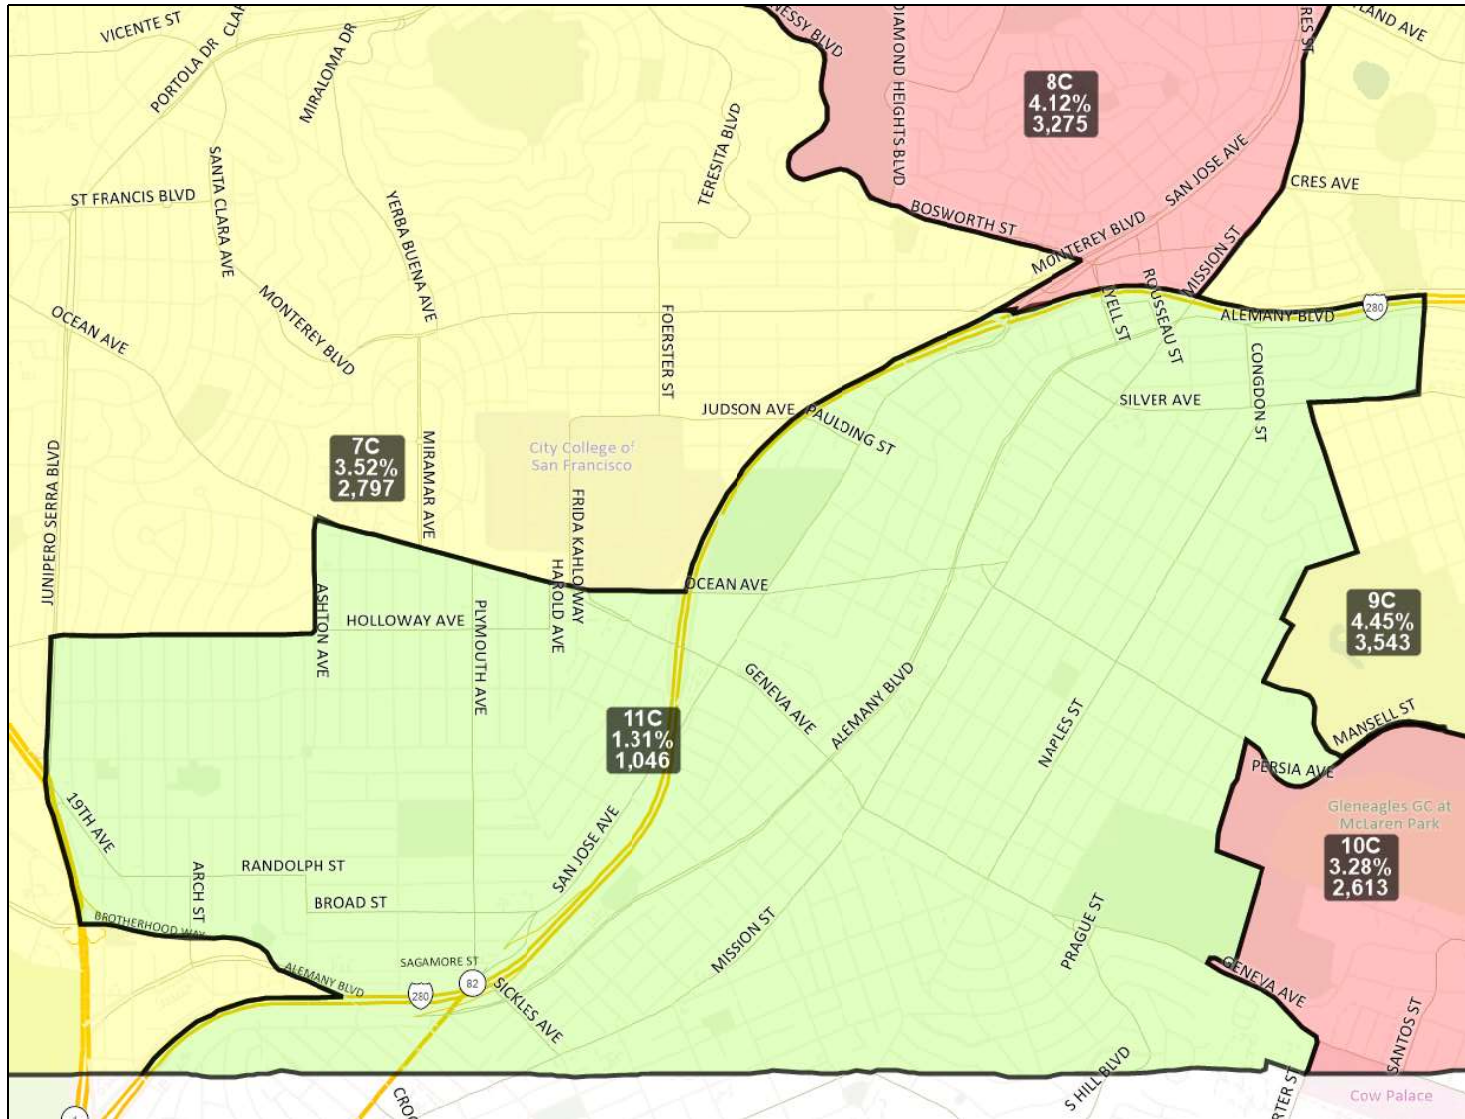 VICENTE ST
PORTOLA DR
MIRALOMA DR
TERESITA BLVD
DIAMOND HEIGHTS BLVD
8C
4.12%
3,275
SAN JOSE AVE
CRES AVE
ST FRANCIS BLVD
SANTA CLARA AVE
YERBA BUENA AVE
BOSWORTH ST
MONTEREY BLVD
MISSION ST
ROUSSEAU ST
LYELL ST
ALEMANY BLVD
280
OCEAN AVE
MONTEREY BLVD
FOERSTER ST
CONGDON ST
SILVER AVE
JUDSON AVE
PAULDING ST
7C
3.52%
2,797
MIRAMAR AVE
City College of
San Francisco
JUNIPERO SERRA BLVD
FRIDA KAHLO WAY
HAROLD AVE
OCEAN AVE
ASHTON AVE
HOLLOWAY AVE
PLYMOUTH AVE
9C
4.45%
3,543
GENEVA AVE
ALEMANY BLVD
11C
1.31%
1,046
NAPLES ST
MANSELL ST
PERSIA AVE
Gleneagles GC at
McLaren Park
10C
3.28%
2,613
19TH AVE
RANDOLPH ST
ARCH ST
BROAD ST
SAN JOSE AVE
BROTHERHOOD WAY
MISSION ST
PRAGUE ST
SAGAMORE ST
ALEMANY BLVD
280
82
SICKLES AVE
GENEVA AVE
SANTOS ST
S HILL BLVD
Cow Palace